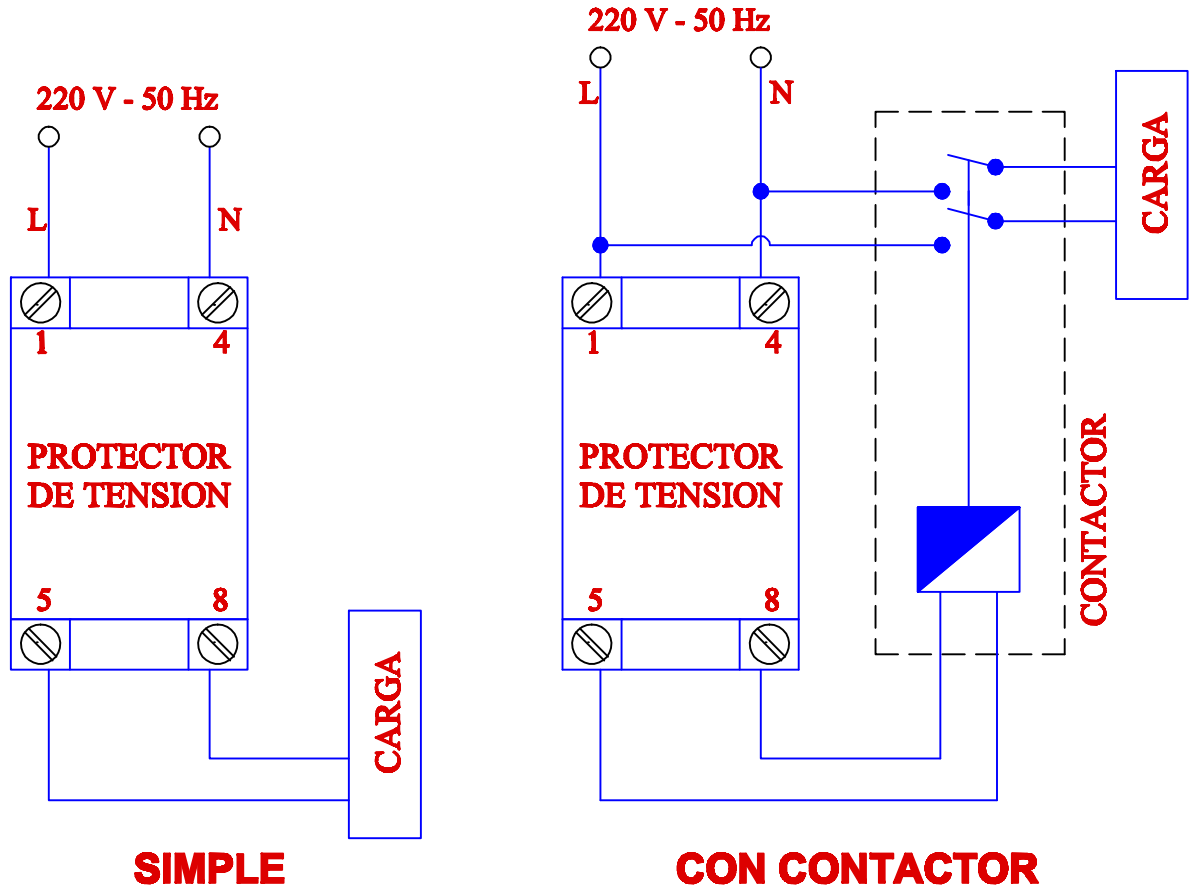 220 V - 50 Hz
L
N
1
4
PROTECTOR
DE TENSION
5
8
CARGA
SIMPLE
220 V - 50 Hz
L
N
1
4
PROTECTOR
DE TENSION
5
8
CARGA
CONTACTOR
CON CONTACTOR